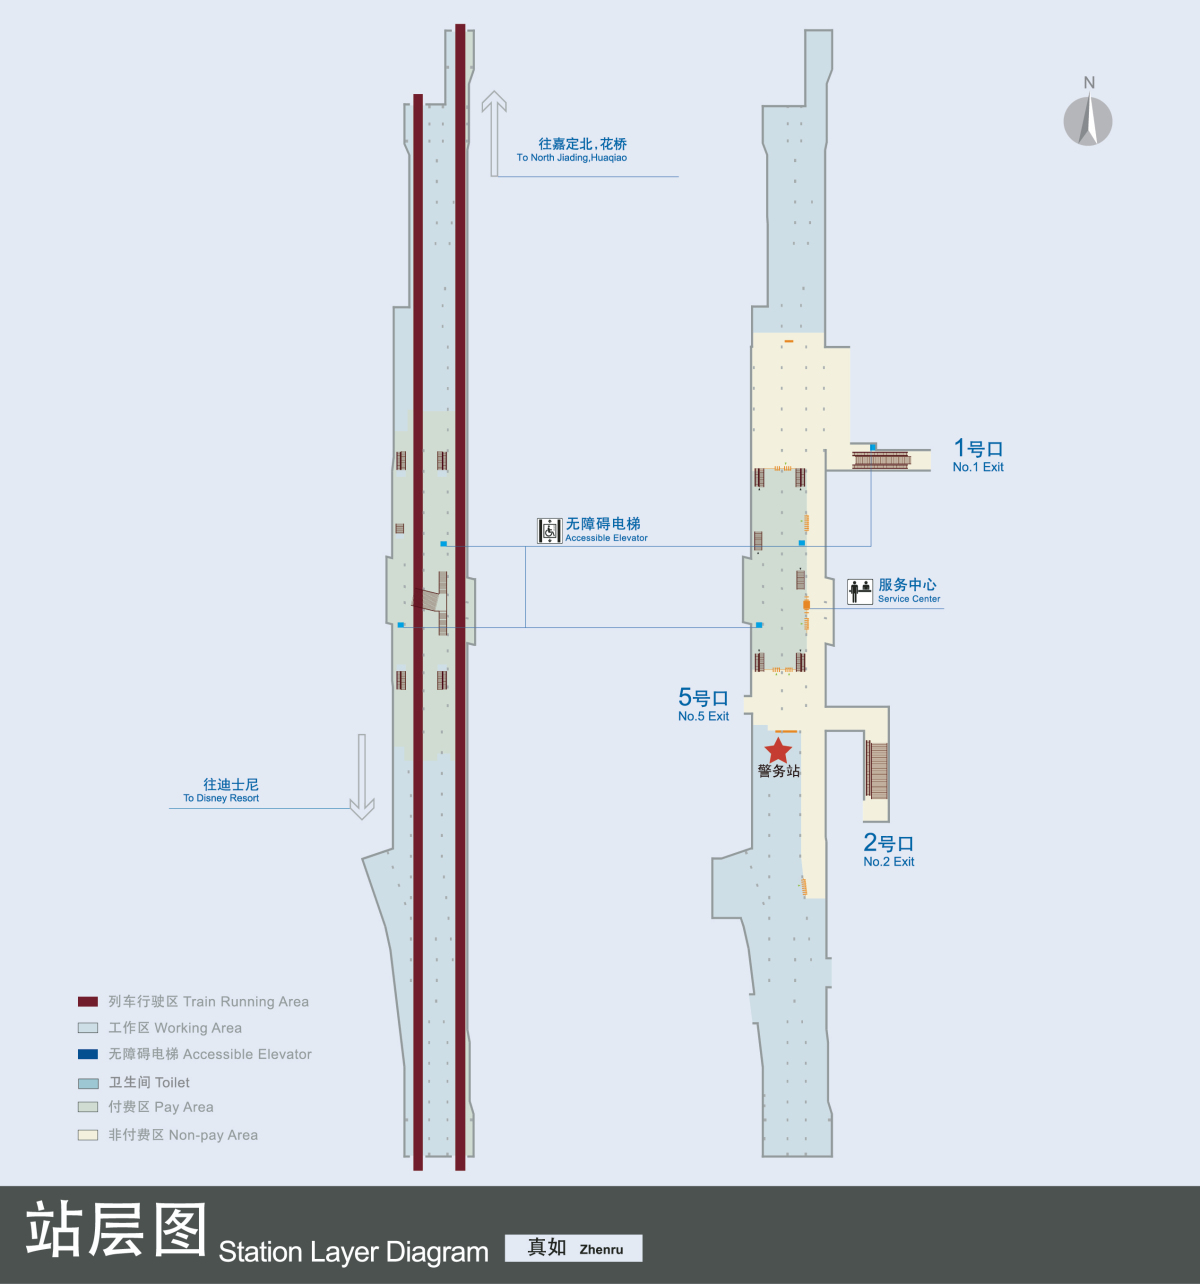 N
往嘉定北,花桥
To North Jiading,Huaqiao
1号口
No.1 Exit
无障碍电梯
Accessible Elevator
服务中心
Service Center
5号口
No.5 Exit
警务站
往迪士尼
To Disney Resort
2号口
No.2 Exit
列车行驶区 Train Running Area
工作区 Working Area
无障碍电梯 Accessible Elevator
卫生间 Toilet
付费区 Pay Area
非付费区 Non-pay Area
站层图 Station Layer Diagram 真如 Zhenru